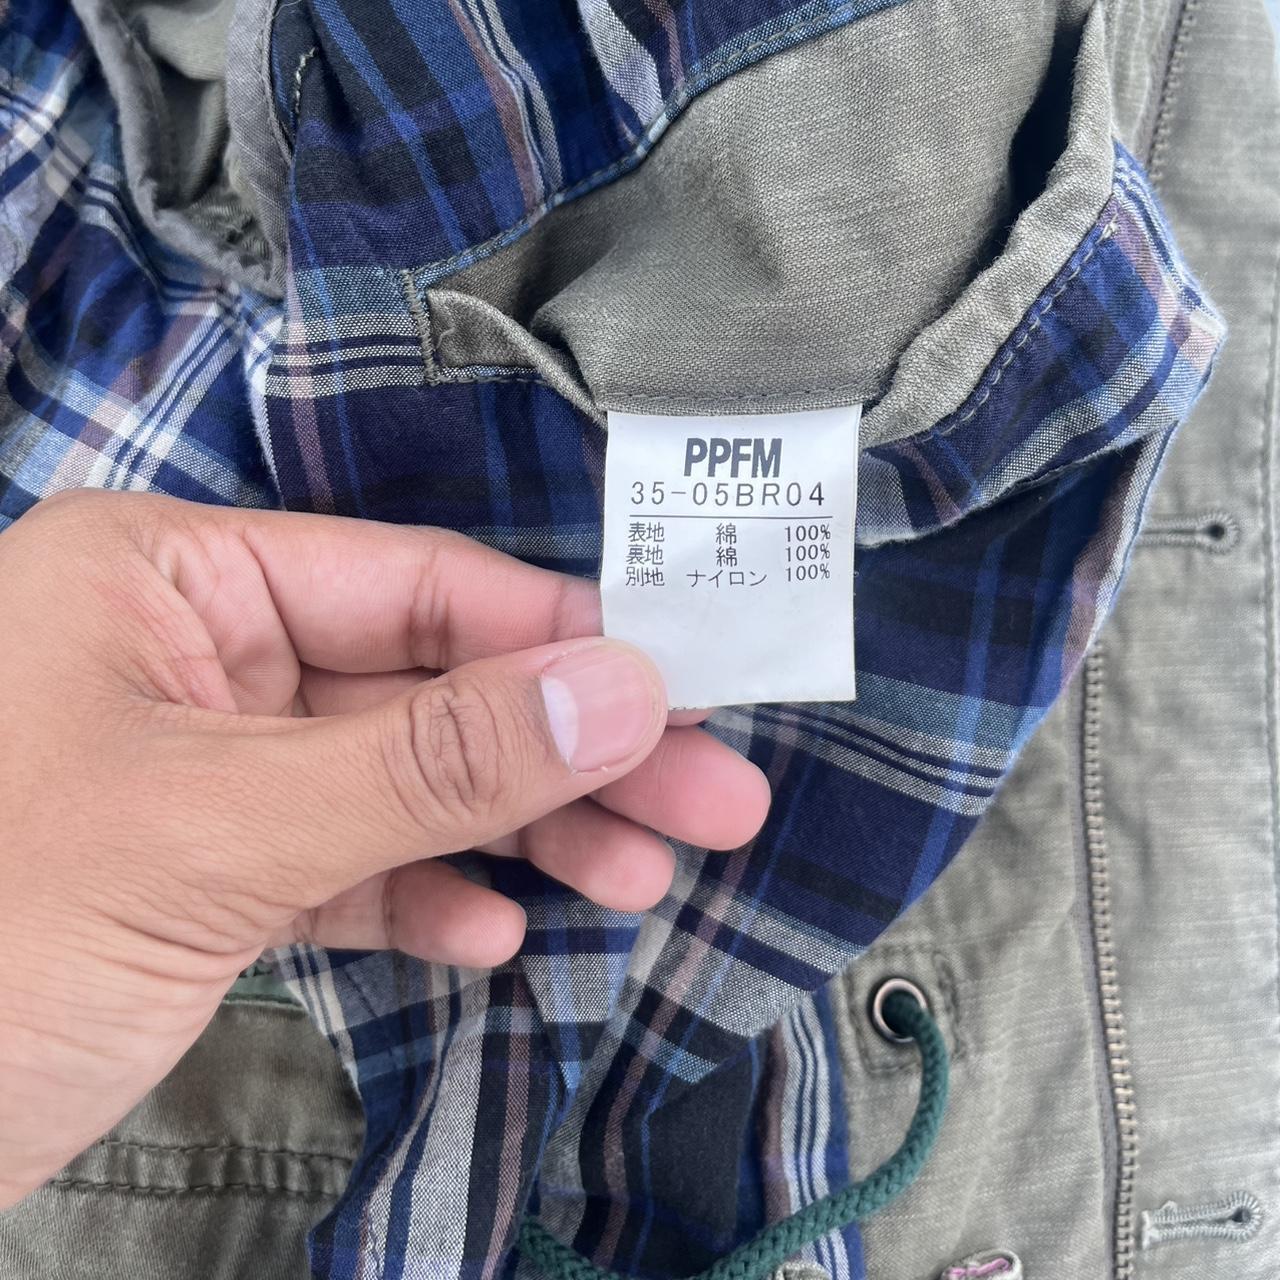 PPFM
35-05BR04
表地 綿 100%
裏地 綿 100%
別地 ナイロン 100%